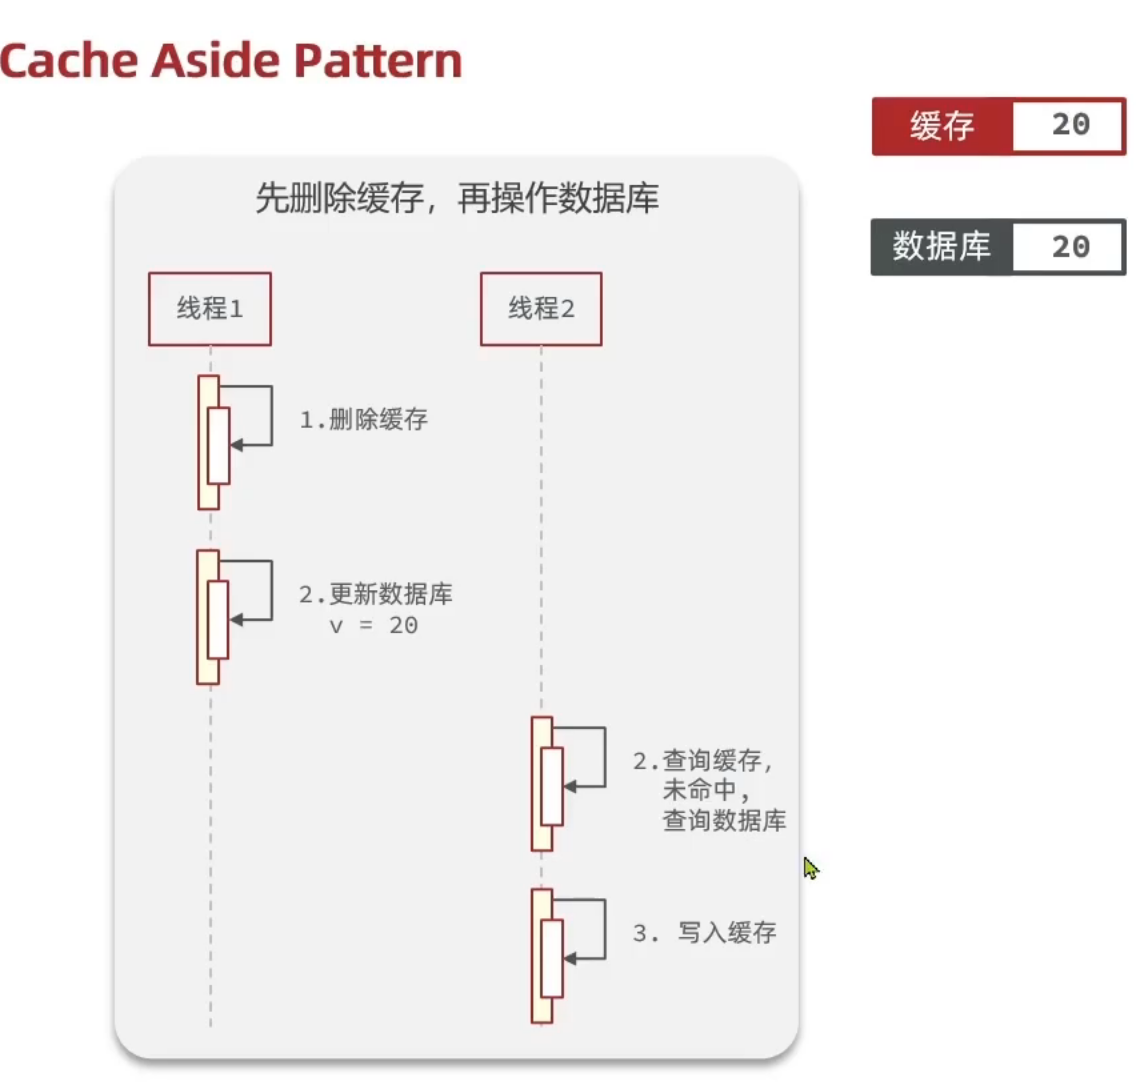 Cache Aside Pattern
缓存 20
数据库 20
先删除缓存，再操作数据库
线程1
线程2
1.删除缓存
2.更新数据库
v = 20
2.查询缓存，
未命中，
查询数据库
3. 写入缓存